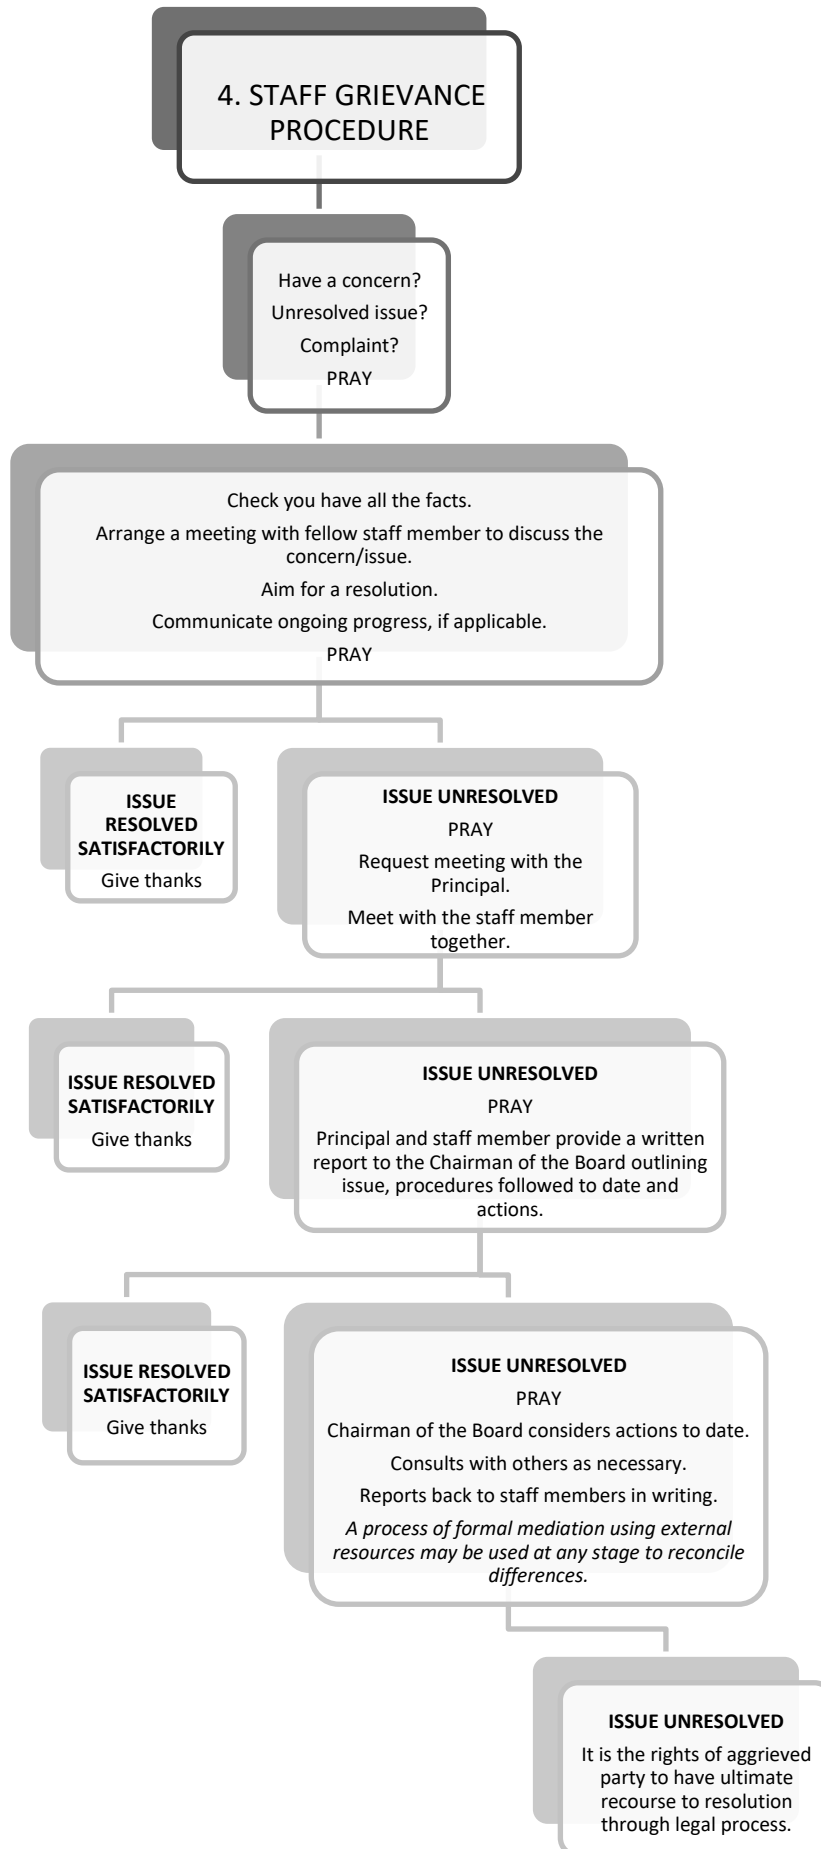 4. STAFF GRIEVANCE
PROCEDURE
Have a concern?
Unresolved issue?
Complaint?
PRAY
Check you have all the facts.
Arrange a meeting with fellow staff member to discuss the
concern/issue.
Aim for a resolution.
Communicate ongoing progress, if applicable.
PRAY
ISSUE
RESOLVED
SATISFACTORILY
Give thanks
ISSUE UNRESOLVED
PRAY
Request meeting with the
Principal.
Meet with the staff member
together.
ISSUE RESOLVED
SATISFACTORILY
Give thanks
ISSUE UNRESOLVED
PRAY
Principal and staff member provide a written
report to the Chairman of the Board outlining
issue, procedures followed to date and
actions.
ISSUE RESOLVED
SATISFACTORILY
Give thanks
ISSUE UNRESOLVED
PRAY
Chairman of the Board considers actions to date.
Consults with others as necessary.
Reports back to staff members in writing.
A process of formal mediation using external
resources may be used at any stage to reconcile
differences.
ISSUE UNRESOLVED
It is the rights of aggrieved
party to have ultimate
recourse to resolution
through legal process.